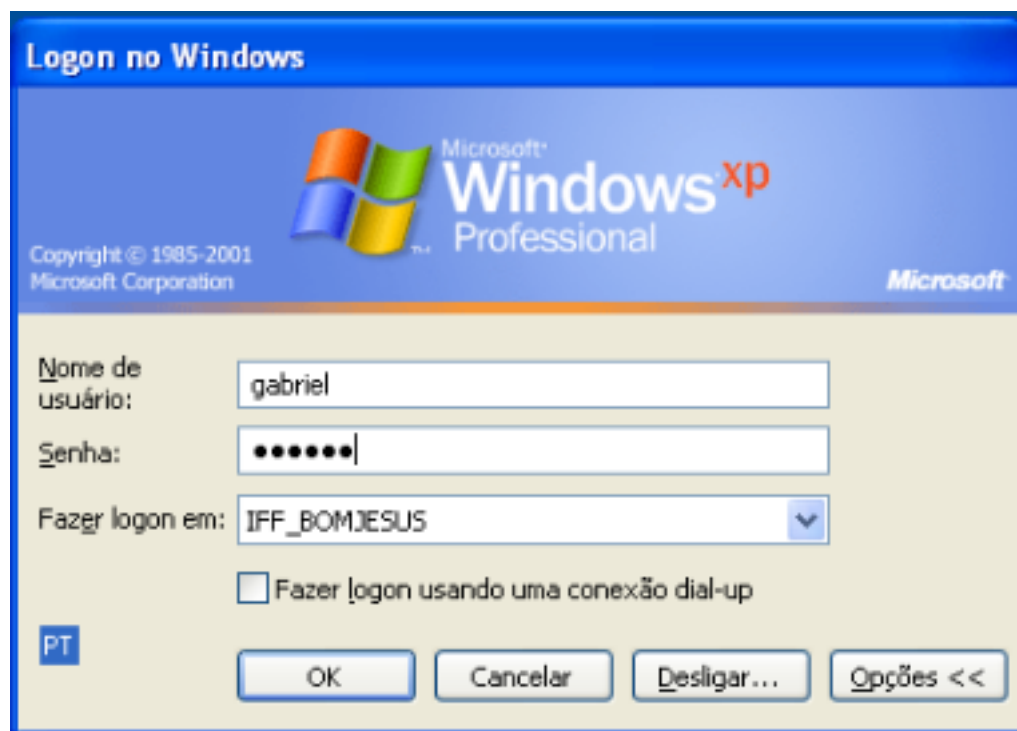 Logon no Windows
Microsoft®
Windows xp
Professional
TM
Copyright © 1985-2001
Microsoft Corporation
Microsoft
Nome de
usuário:
gabriel
Senha:
••••••
Fazer logon em:
IFF_BOMJESUS
Fazer logon usando uma conexão dial-up
PT
OK Cancelar Desligar... Opções <<